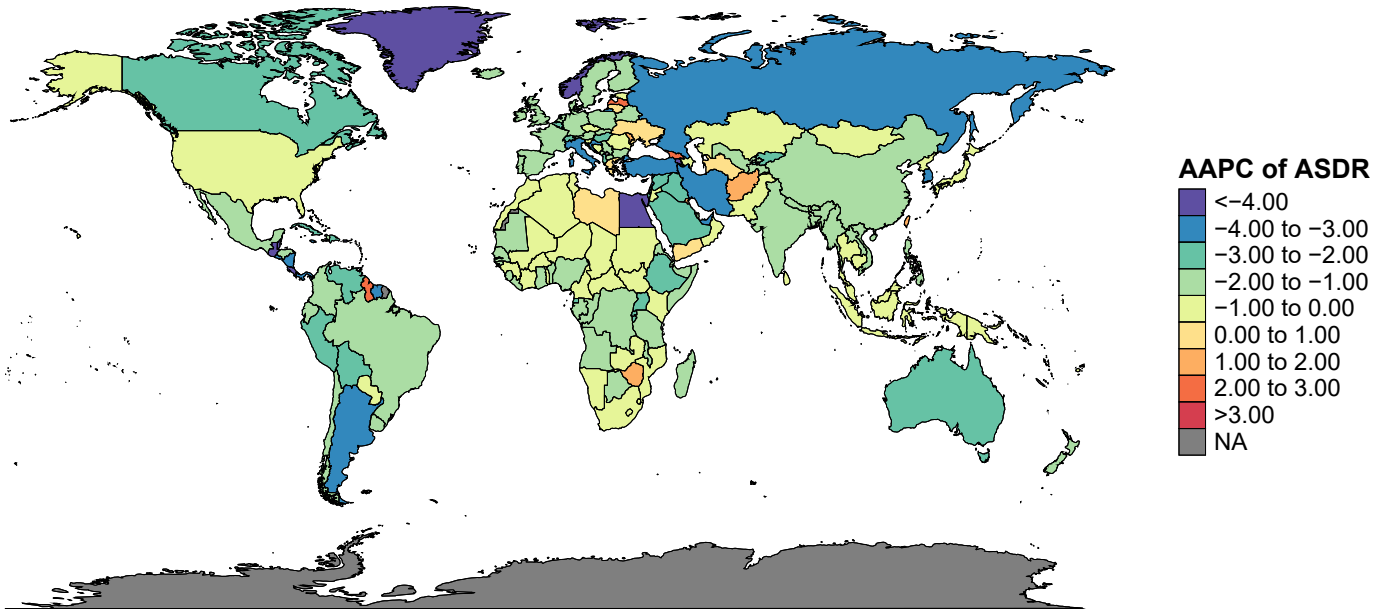 AAPC of ASDR
<−4.00
−4.00 to −3.00
−3.00 to −2.00
−2.00 to −1.00
−1.00 to 0.00
0.00 to 1.00
1.00 to 2.00
2.00 to 3.00
>3.00
NA